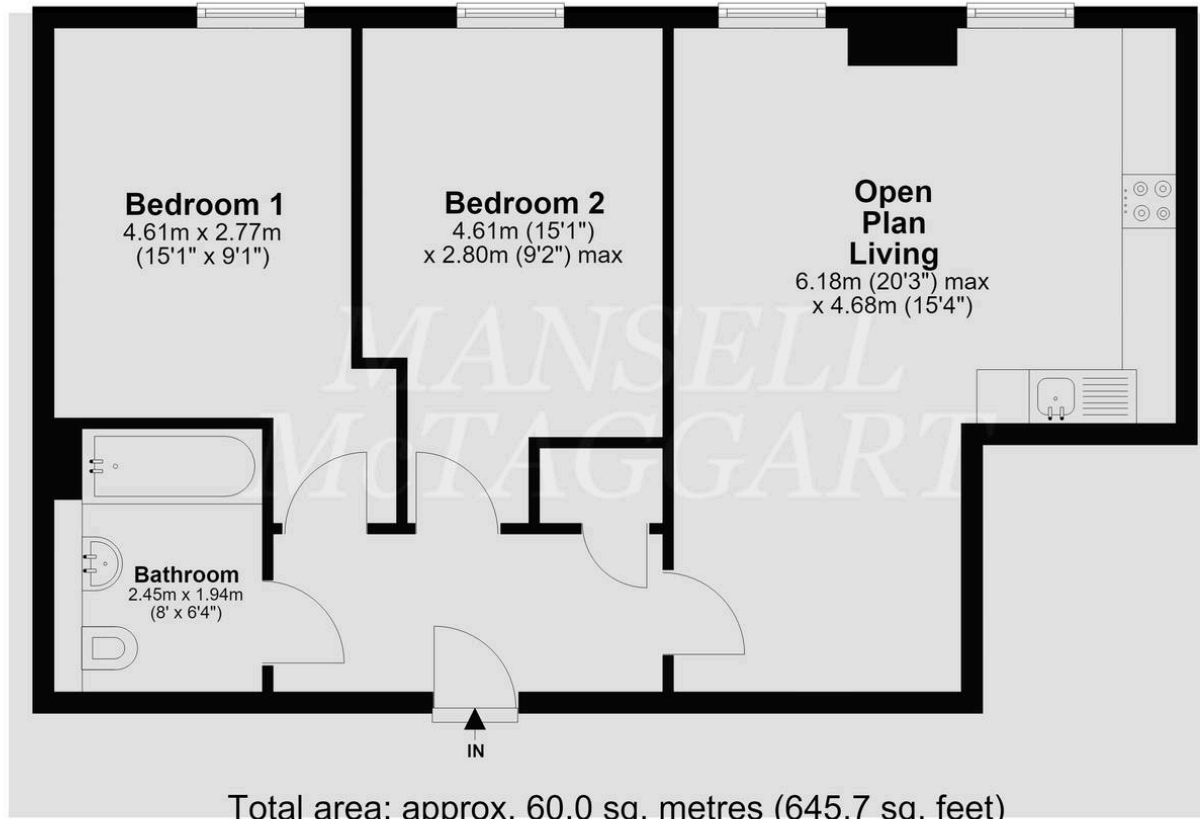 Bedroom 1
4.61m x 2.77m
(15'1" x 9'1")
Bedroom 2
4.61m (15'1")
x 2.80m (9'2") max
Open
Plan
Living
6.18m (20'3") max
x 4.68m (15'4")
MANSELL
McTAGGART
Bathroom
2.45m x 1.94m
(8' x 6'4")
IN
Total area: approx. 60.0 sq. metres (645.7 sq. feet)